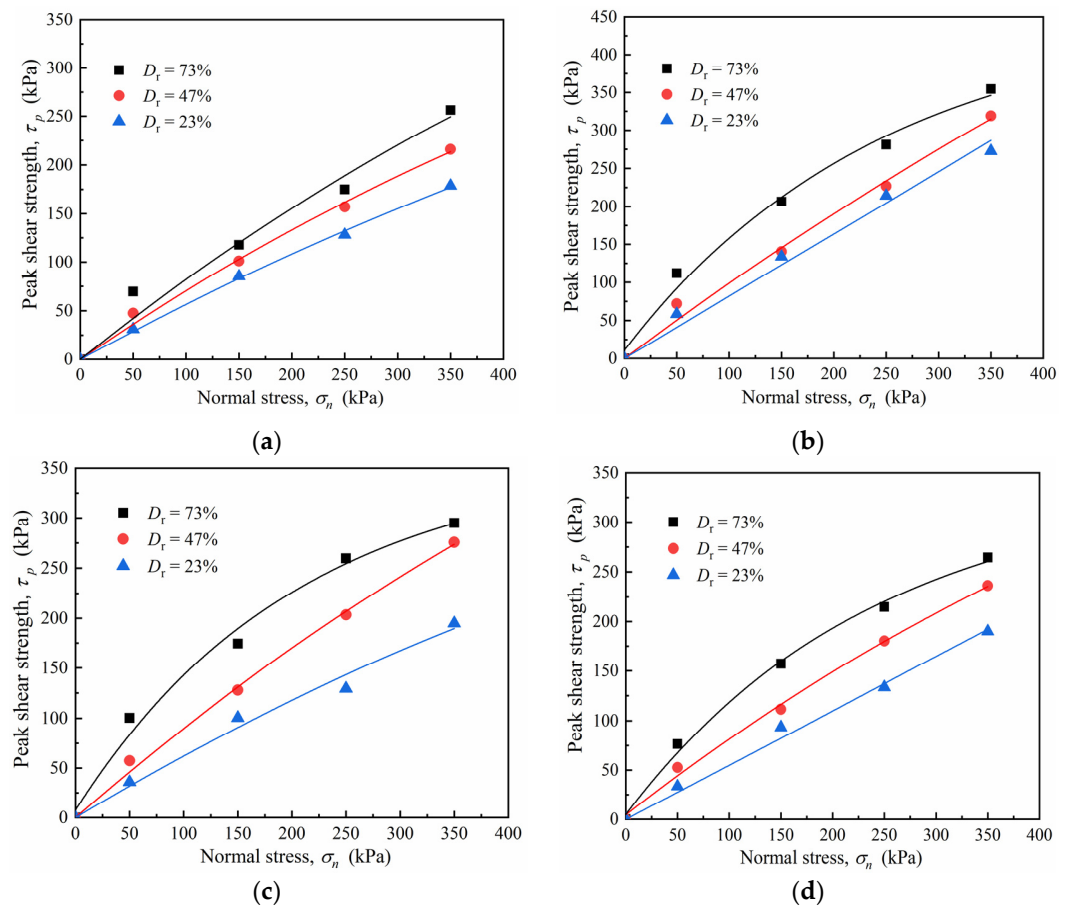 350
300
250
200
150
100
50
0
Peak shear strength, τp (kPa)
Dr = 73%
Dr = 47%
Dr = 23%
0 50 100 150 200 250 300 350 400
Normal stress, σn (kPa)
(a)
450
400
350
300
250
200
150
100
50
0
Peak shear strength, τp (kPa)
Dr = 73%
Dr = 47%
Dr = 23%
0 50 100 150 200 250 300 350 400
Normal stress, σn (kPa)
(b)
350
300
250
200
150
100
50
0
Peak shear strength, τp (kPa)
Dr = 73%
Dr = 47%
Dr = 23%
0 50 100 150 200 250 300 350 400
Normal stress, σn (kPa)
(c)
350
300
250
200
150
100
50
0
Peak shear strength, τp (kPa)
Dr = 73%
Dr = 47%
Dr = 23%
0 50 100 150 200 250 300 350 400
Normal stress, σn (kPa)
(d)